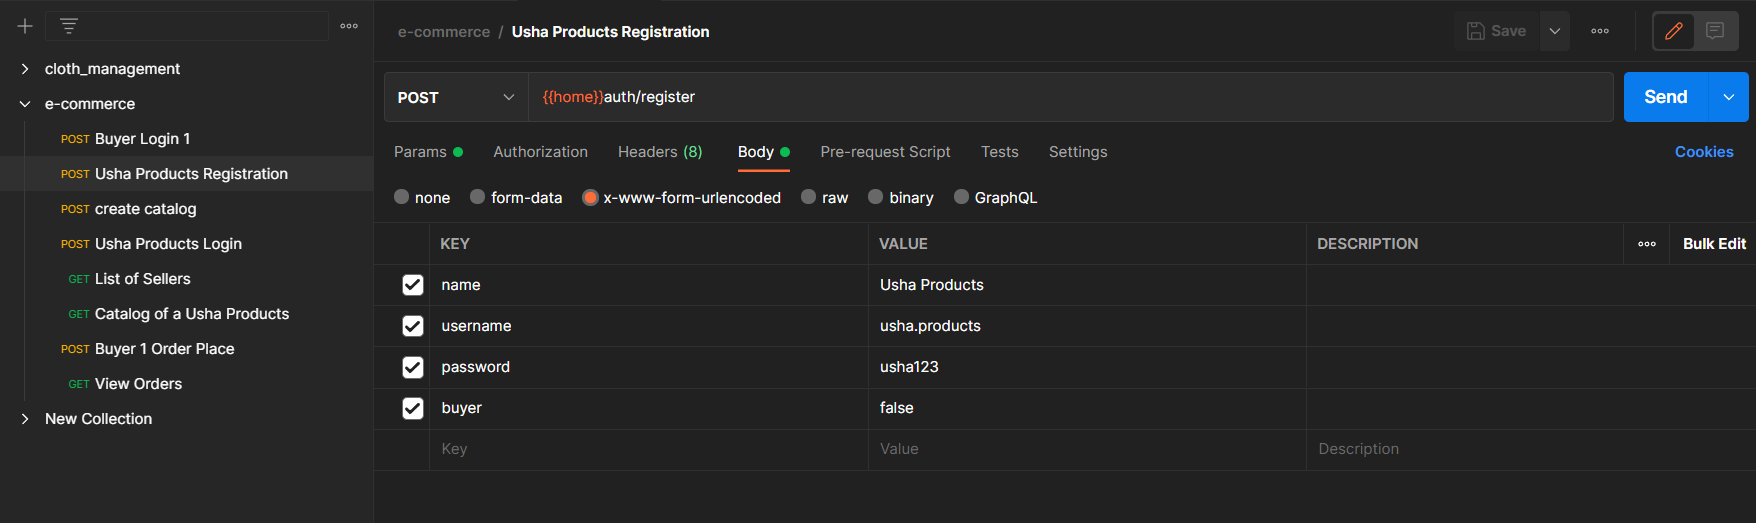 e-commerce / Usha Products Registration
Save
cloth_management
e-commerce
POST Buyer Login 1
POST Usha Products Registration
POST create catalog
POST Usha Products Login
GET List of Sellers
GET Catalog of a Usha Products
POST Buyer 1 Order Place
GET View Orders
New Collection
POST {{home}}auth/register Send
Params Authorization Headers (8) Body Pre-request Script Tests Settings Cookies
none form-data x-www-form-urlencoded raw binary GraphQL
KEY VALUE DESCRIPTION Bulk Edit
name Usha Products
username usha.products
password usha123
buyer false
Key Value Description